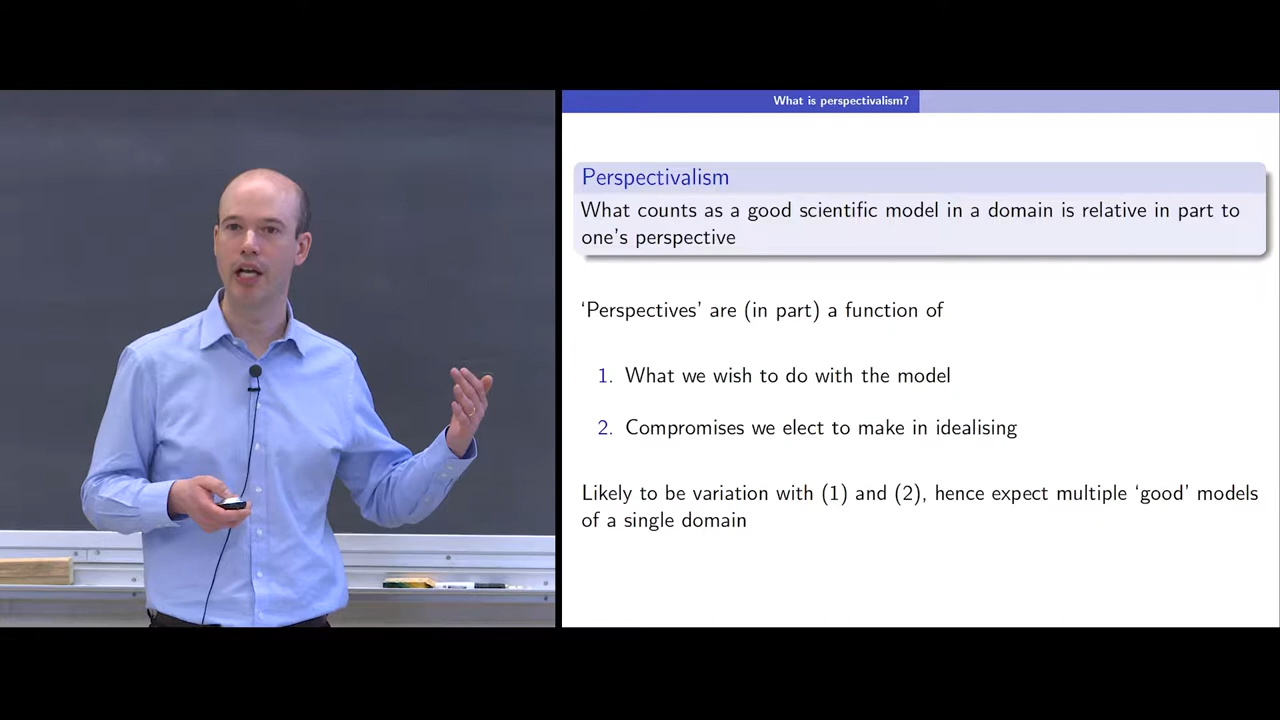 What is perspectivalism?
Perspectivalism
What counts as a good scientific model in a domain is relative in part to
one's perspective
‘Perspectives’ are (in part) a function of
1. What we wish to do with the model
2. Compromises we elect to make in idealising
Likely to be variation with (1) and (2), hence expect multiple ‘good’ models
of a single domain